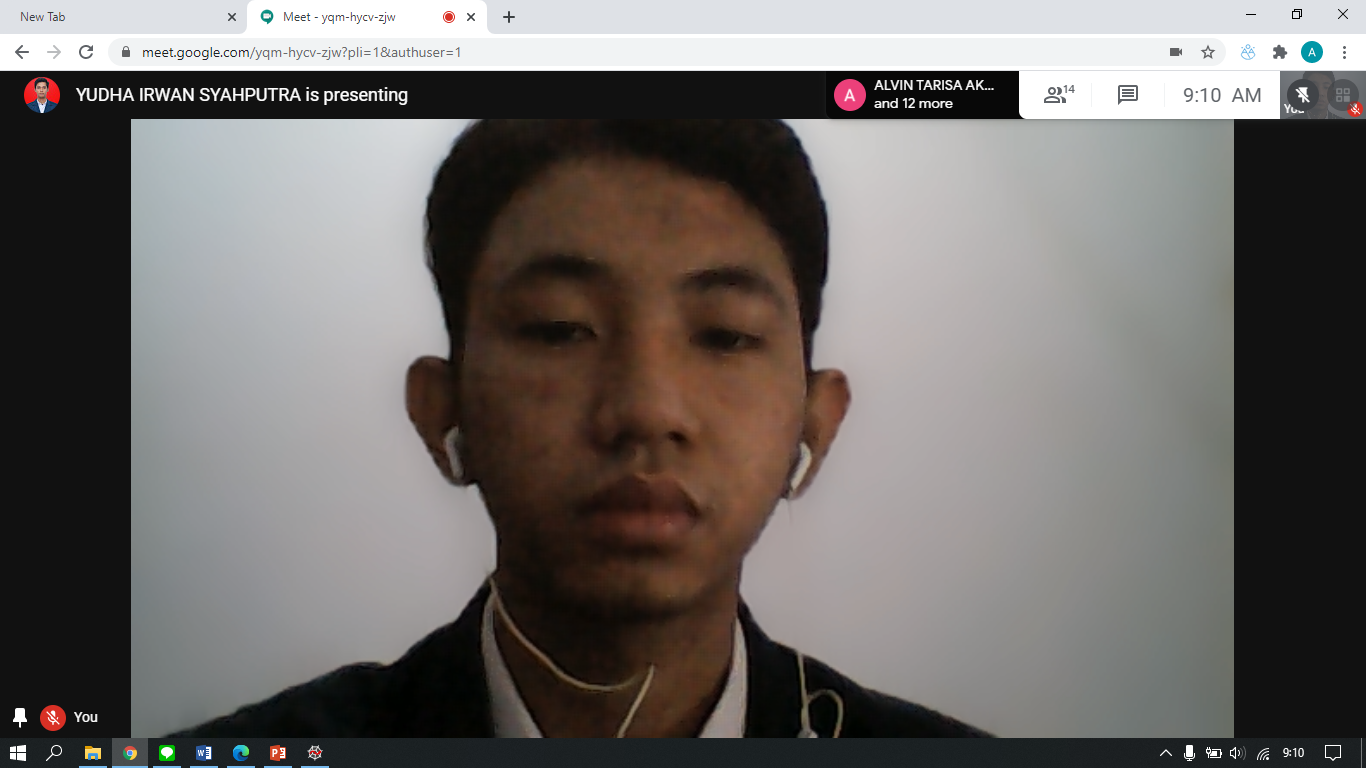 New Tab
Meet - yqm-hycv-zjw
meet.google.com/yqm-hycv-zjw?pli=1&authuser=1
A
YUDHA IRWAN SYAHPUTRA is presenting
A
ALVIN TARISA AK...
and 12 more
14
9:10 AM
You
You
9:10